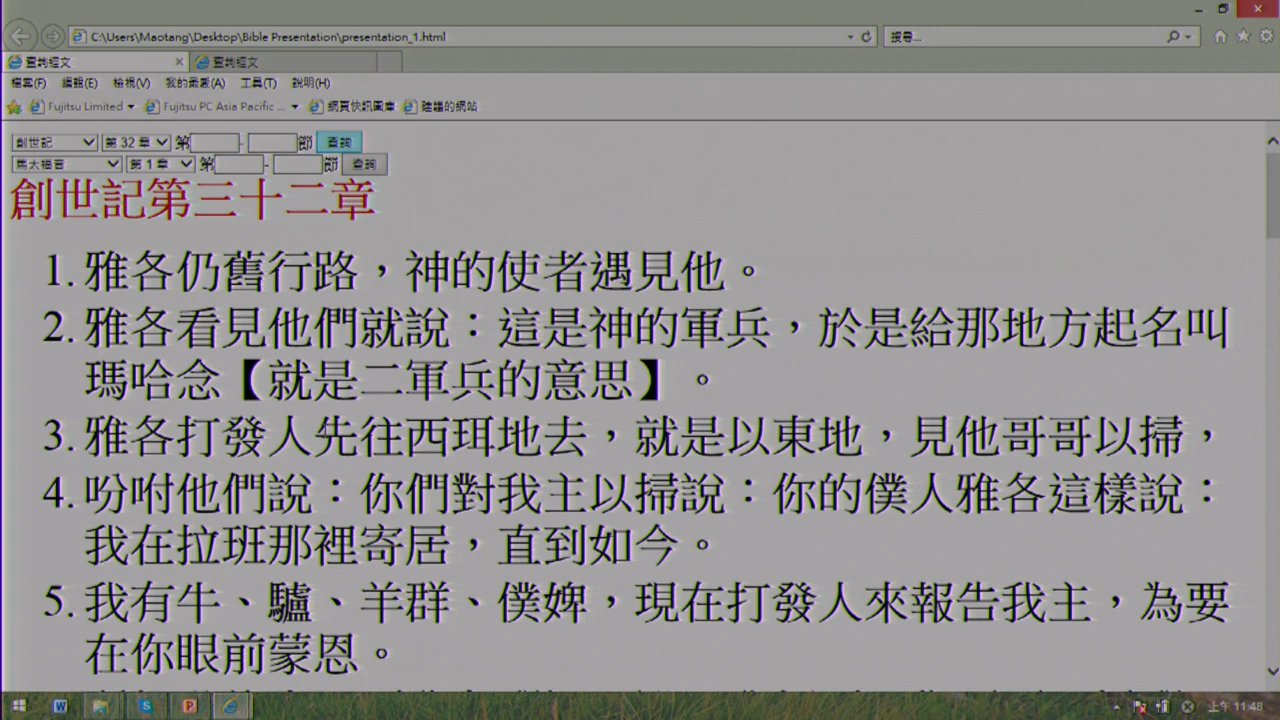 C:\Users\Maotang\Desktop\Bible Presentation\presentation_1.html
搜尋...
查詢經文 查詢經文
檔案(F) 編輯(E) 檢視(V) 我的最愛(A) 工具(T) 說明(H)
Fujitsu Limited Fujitsu PC Asia Pacific ... 網頁快訊圖庫 建議的網站
創世記 第 32 章 第 - 節 查詢
馬太福音 第 1 章 第 - 節 查詢
創世記第三十二章
1. 雅各仍舊行路，神的使者遇見他。
2. 雅各看見他們就說：這是神的軍兵，於是給那地方起名叫
瑪哈念【就是二軍兵的意思】。
3. 雅各打發人先往西珥地去，就是以東地，見他哥哥以掃，
4. 吩咐他們說：你們對我主以掃說：你的僕人雅各這樣說：
我在拉班那裡寄居，直到如今。
5. 我有牛、驢、羊群、僕婢，現在打發人來報告我主，為要
在你眼前蒙恩。
上午 11:48